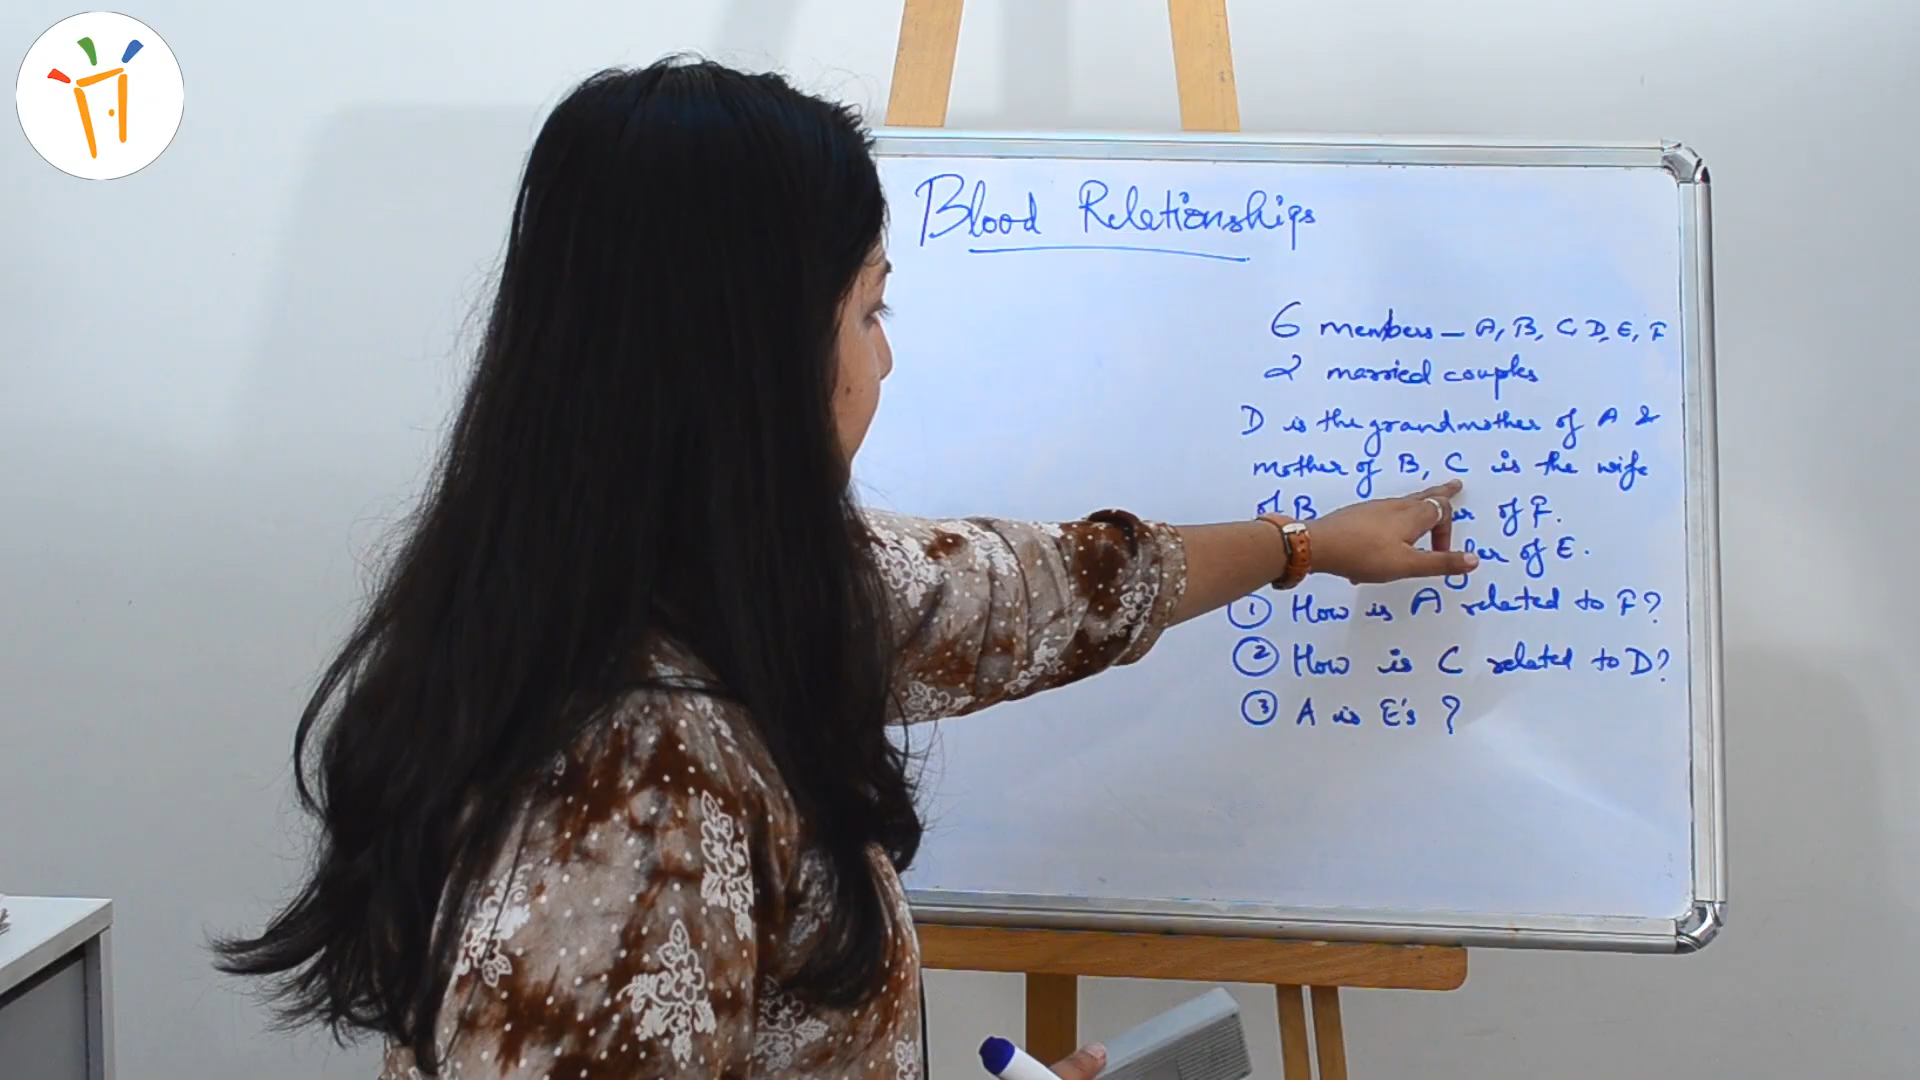 Blood Relationships
6 members - A, B, C, D, E, F
2 married couples
D is the grandmother of A &
mother of B, C is the wife
of B of F.
of E.
① How is A related to F?
② How is C related to D?
③ A is E's ?